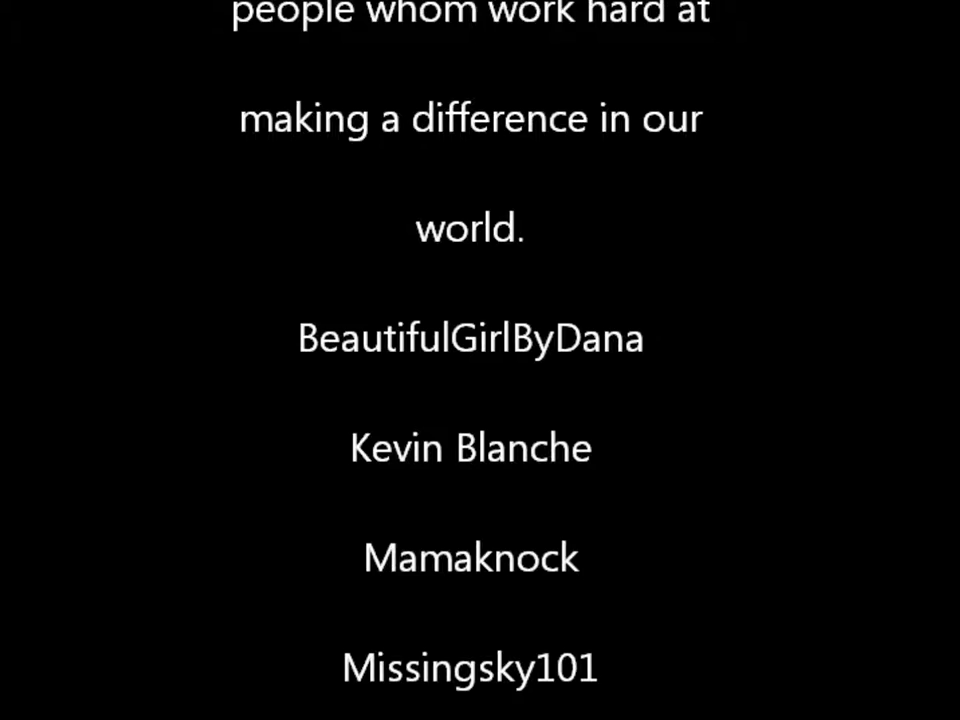 people whom work hard at
making a difference in our
world.
BeautifulGirlByDana
Kevin Blanche
Mamaknock
Missingsky101